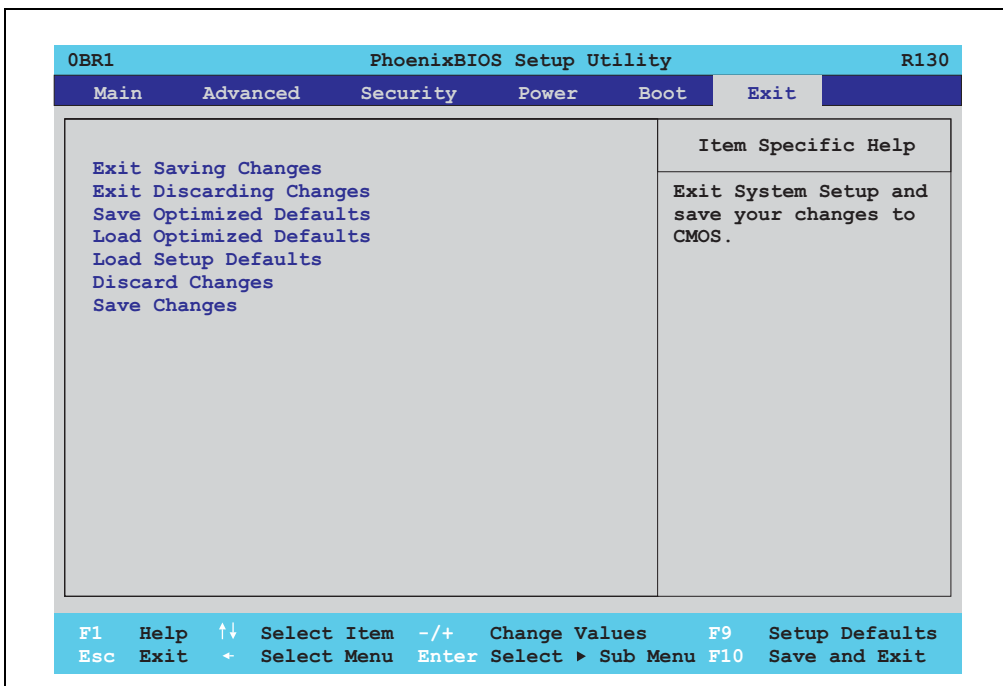 0BR1 PhoenixBIOS Setup Utility R130
Main Advanced Security Power Boot Exit
Exit Saving Changes
Exit Discarding Changes
Save Optimized Defaults
Load Optimized Defaults
Load Setup Defaults
Discard Changes
Save Changes
Item Specific Help
Exit System Setup and
save your changes to
CMOS.
F1 Help ↑↓ Select Item -/+ Change Values F9 Setup Defaults
Esc Exit ← Select Menu Enter Select ▶ Sub Menu F10 Save and Exit